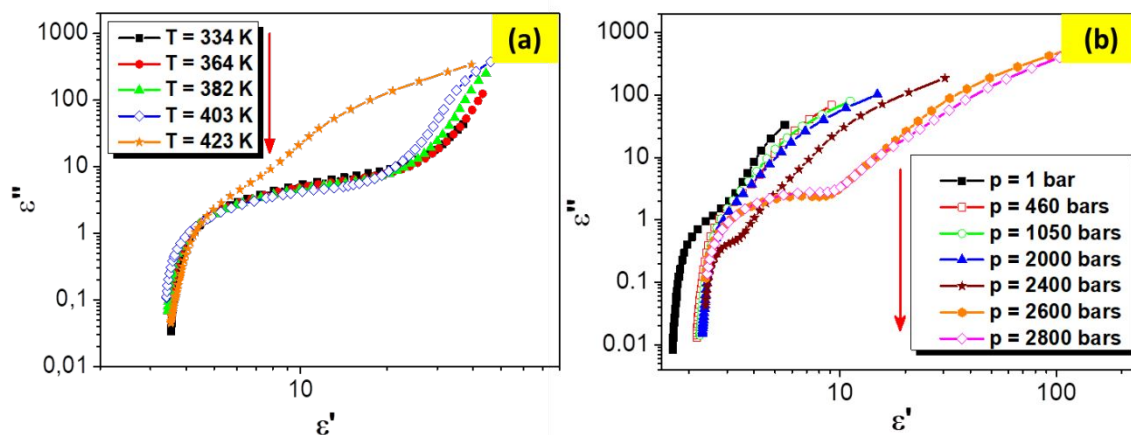 (a)
T = 334 K
T = 364 K
T = 382 K
T = 403 K
T = 423 K
1000
100
10
1
0,1
0,01
ε''
10
ε'
(b)
1000
100
10
1
0.1
0.01
ε''
p = 1 bar
p = 460 bars
p = 1050 bars
p = 2000 bars
p = 2400 bars
p = 2600 bars
p = 2800 bars
10
100
ε'